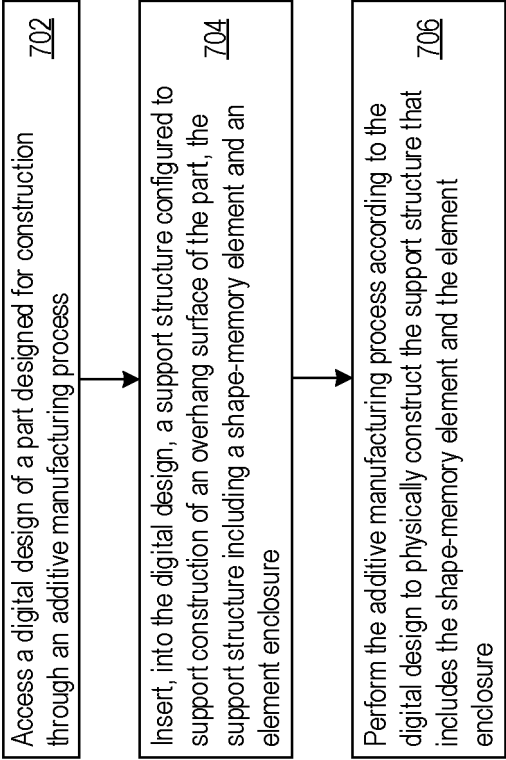 Access a digital design of a part designed for construction
through an additive manufacturing process
702
Insert, into the digital design, a support structure configured to
support construction of an overhang surface of the part, the
support structure including a shape-memory element and an
element enclosure
704
Perform the additive manufacturing process according to the
digital design to physically construct the support structure that
includes the shape-memory element and the element
enclosure
706